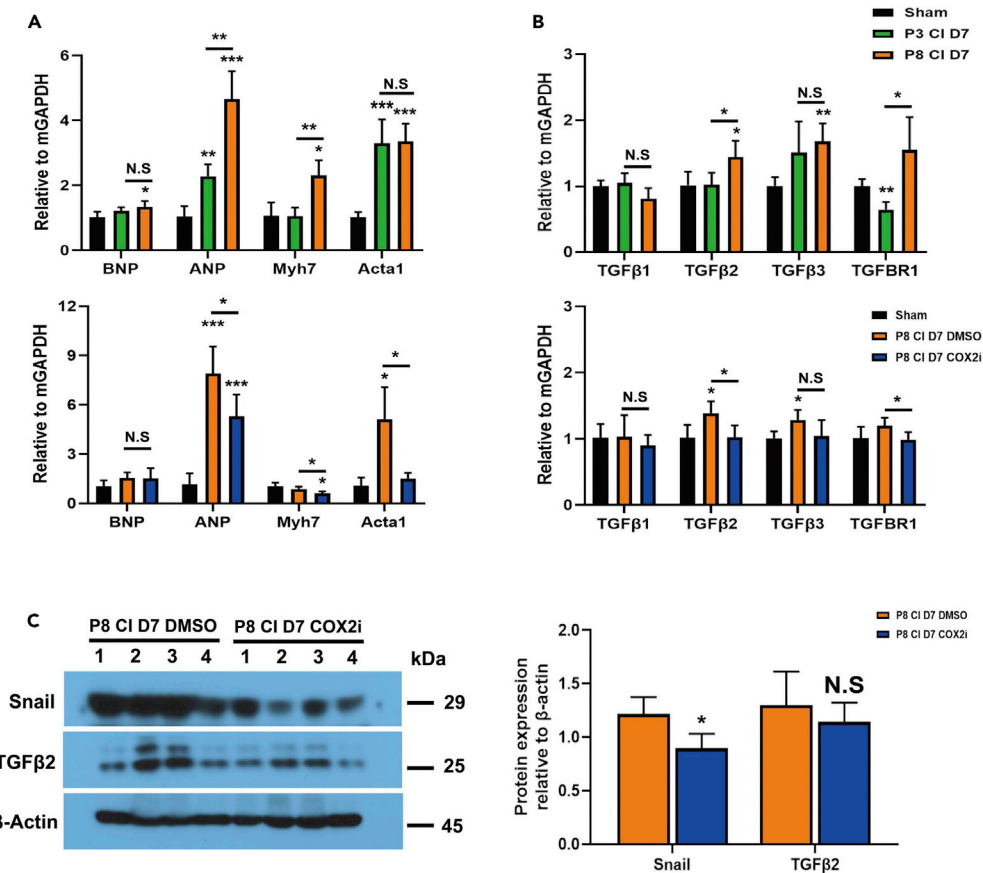 A
Relative to mGAPDH
6
4
2
0
N.S
*
**
**
***
**
*
N.S
***
***
BNP ANP Myh7 Acta1
Relative to mGAPDH
12
9
6
3
0
N.S
*
***
***
*
*
*
*
BNP ANP Myh7 Acta1
B
Sham
P3 CI D7
P8 CI D7
Relative to mGAPDH
3
2
1
0
N.S
*
*
N.S
**
*
**
TGFβ1 TGFβ2 TGFβ3 TGFBR1
Sham
P8 CI D7 DMSO
P8 CI D7 COX2i
Relative to mGAPDH
3
2
1
0
N.S
*
*
N.S
*
*
TGFβ1 TGFβ2 TGFβ3 TGFBR1
C
P8 CI D7 DMSO P8 CI D7 COX2i
1 2 3 4 1 2 3 4 kDa
Snail 29
TGFβ2 25
β-Actin 45
P8 CI D7 DMSO
P8 CI D7 COX2i
Protein expression
relative to β-actin
2.0
1.5
1.0
0.5
0.0
*
N.S
Snail TGFβ2